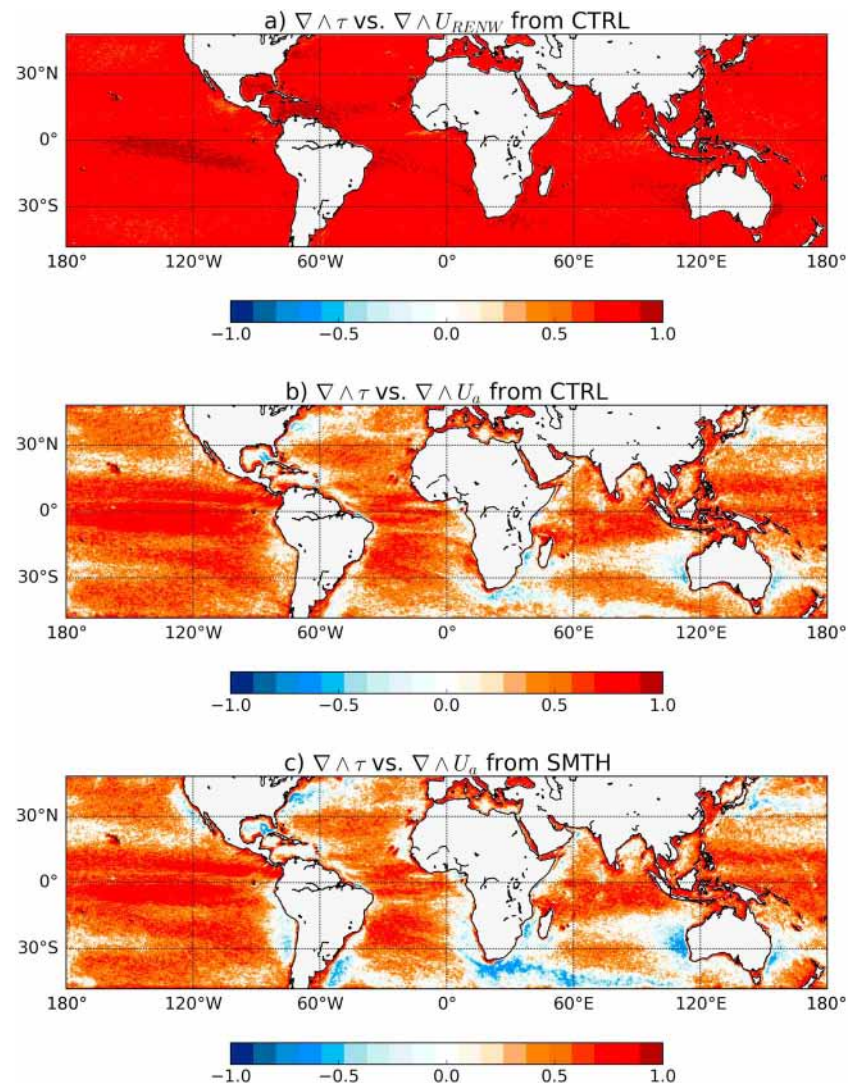 a) ∇ ∧ τ vs. ∇ ∧ U_RENW from CTRL
30°N
0°
30°S
180° 120°W 60°W 0° 60°E 120°E 180°
−1.0 −0.5 0.0 0.5 1.0
b) ∇ ∧ τ vs. ∇ ∧ U_a from CTRL
30°N
0°
30°S
180° 120°W 60°W 0° 60°E 120°E 180°
−1.0 −0.5 0.0 0.5 1.0
c) ∇ ∧ τ vs. ∇ ∧ U_a from SMTH
30°N
0°
30°S
180° 120°W 60°W 0° 60°E 120°E 180°
−1.0 −0.5 0.0 0.5 1.0